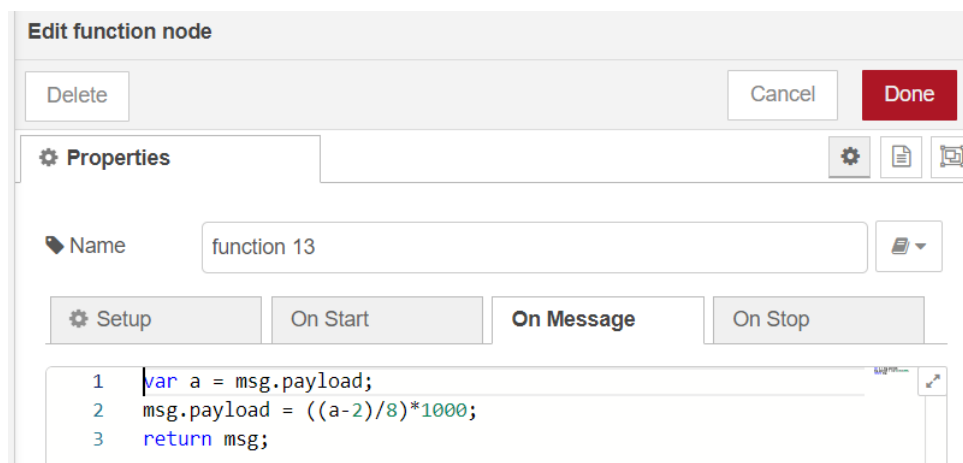 Edit function node
Delete Cancel Done
Properties
Name function 13
Setup On Start On Message On Stop
1 var a = msg.payload;
2 msg.payload = ((a-2)/8)*1000;
3 return msg;